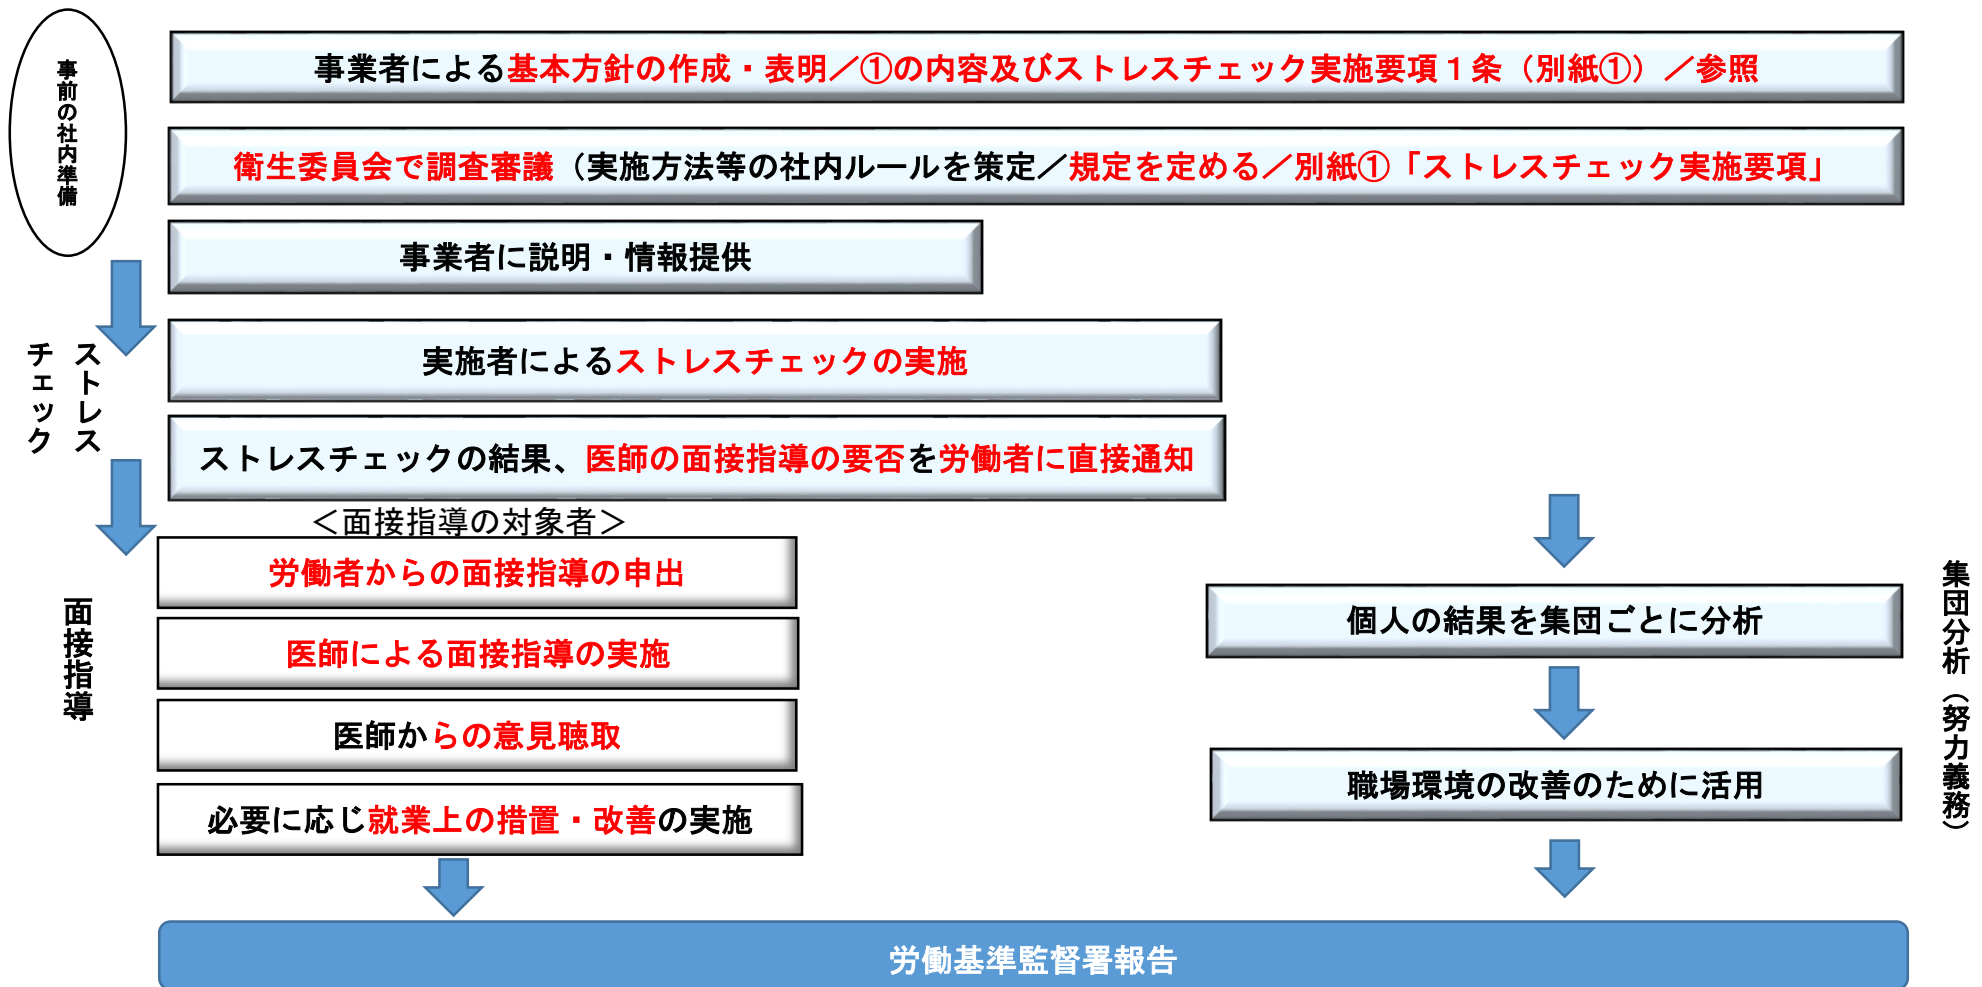 事前の社内準備
事業者による基本方針の作成・表明／①の内容及びストレスチェック実施要項１条（別紙①）／参照
衛生委員会で調査審議（実施方法等の社内ルールを策定／規定を定める／別紙①「ストレスチェック実施要項」
事業者に説明・情報提供
ストレス
チェック
実施者によるストレスチェックの実施
ストレスチェックの結果、医師の面接指導の要否を労働者に直接通知
＜面接指導の対象者＞
面接指導
労働者からの面接指導の申出
医師による面接指導の実施
医師からの意見聴取
必要に応じ就業上の措置・改善の実施
個人の結果を集団ごとに分析
職場環境の改善のために活用
集団分析（努力義務）
労働基準監督署報告